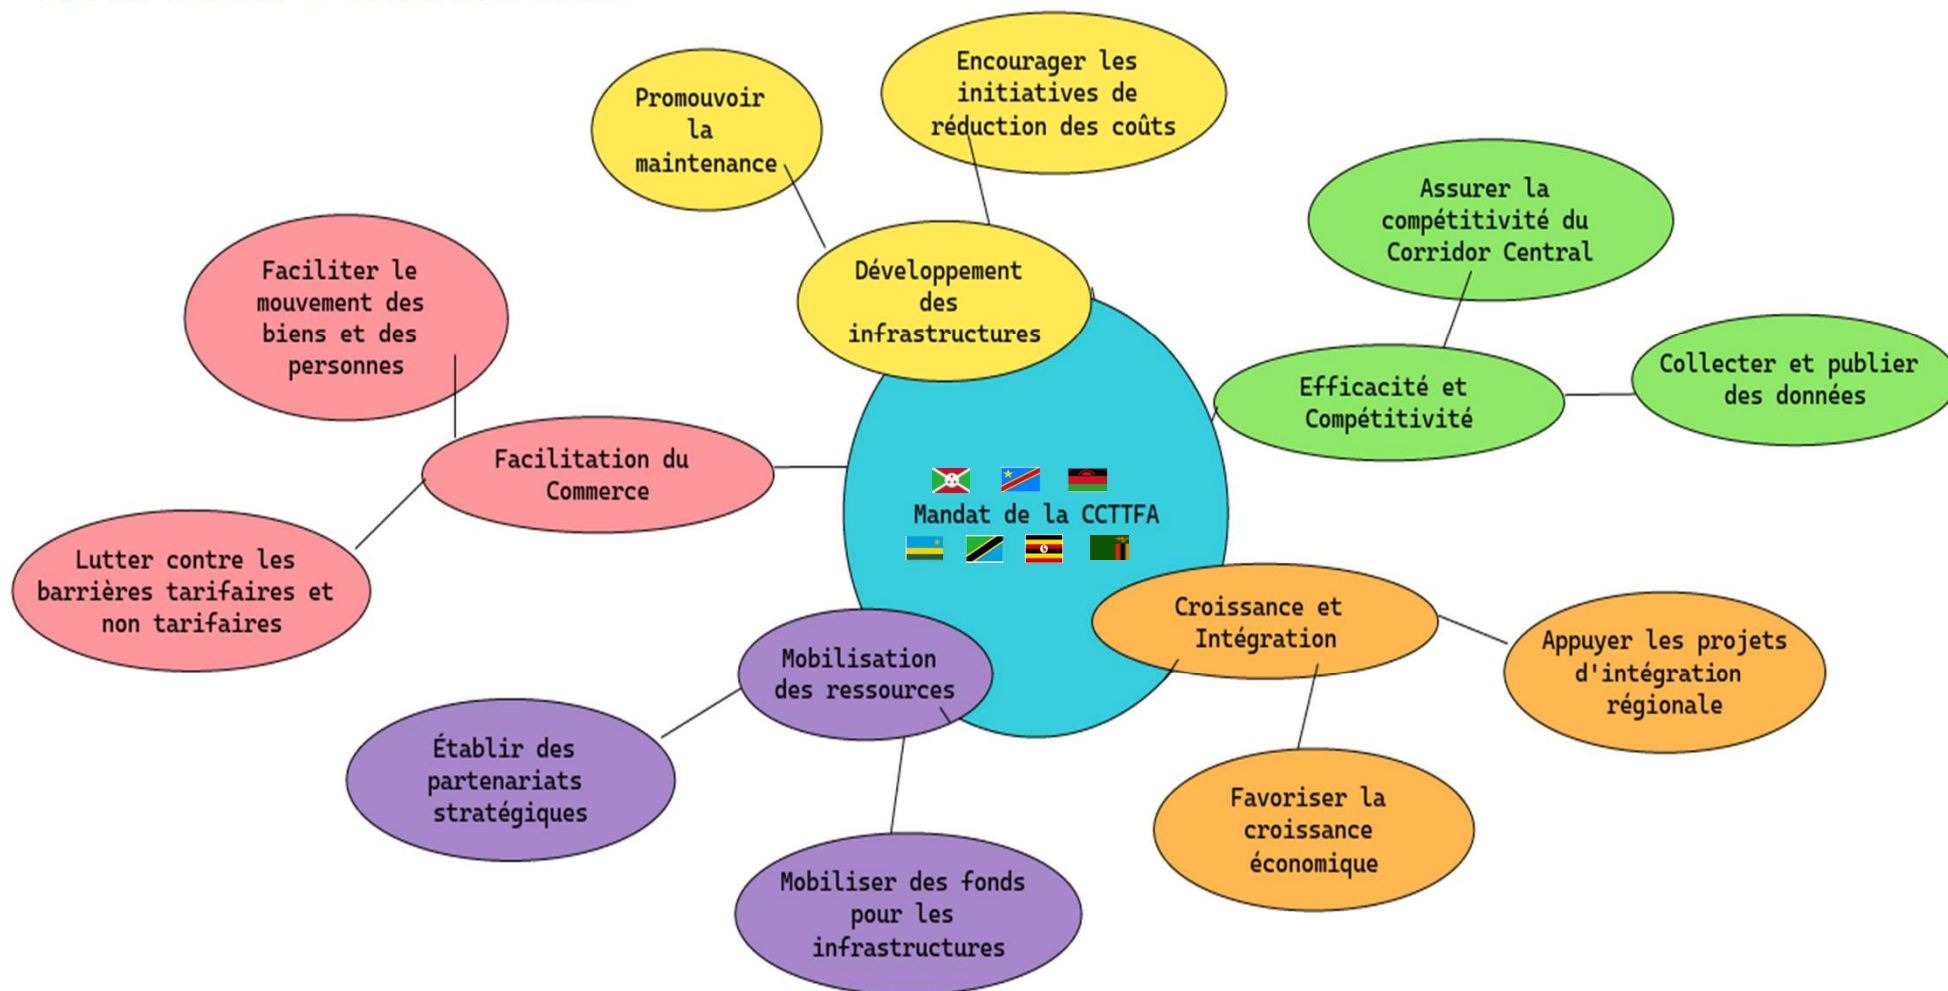 Encourager les
initiatives de
réduction des coûts
Promouvoir
la
maintenance
Assurer la
compétitivité du
Corridor Central
Faciliter le
mouvement des
biens et des
personnes
Développement
des
infrastructures
Collecter et publier
des données
Efficacité et
Compétitivité
Facilitation du
Commerce
Mandat de la CCTTFA
Lutter contre les
barrières tarifaires et
non tarifaires
Croissance et
Intégration
Appuyer les projets
d'intégration
régionale
Mobilisation
des ressources
Établir des
partenariats
stratégiques
Favoriser la
croissance
économique
Mobiliser des fonds
pour les
infrastructures